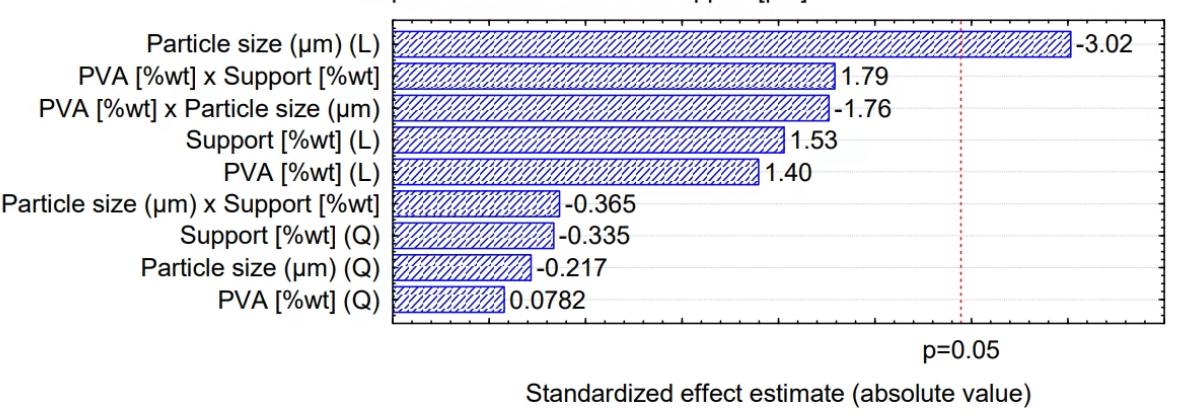 Particle size (µm) (L) -3.02
PVA [%wt] x Support [%wt] 1.79
PVA [%wt] x Particle size (µm) -1.76
Support [%wt] (L) 1.53
PVA [%wt] (L) 1.40
Particle size (µm) x Support [%wt] -0.365
Support [%wt] (Q) -0.335
Particle size (µm) (Q) -0.217
PVA [%wt] (Q) 0.0782
p=0.05
Standardized effect estimate (absolute value)